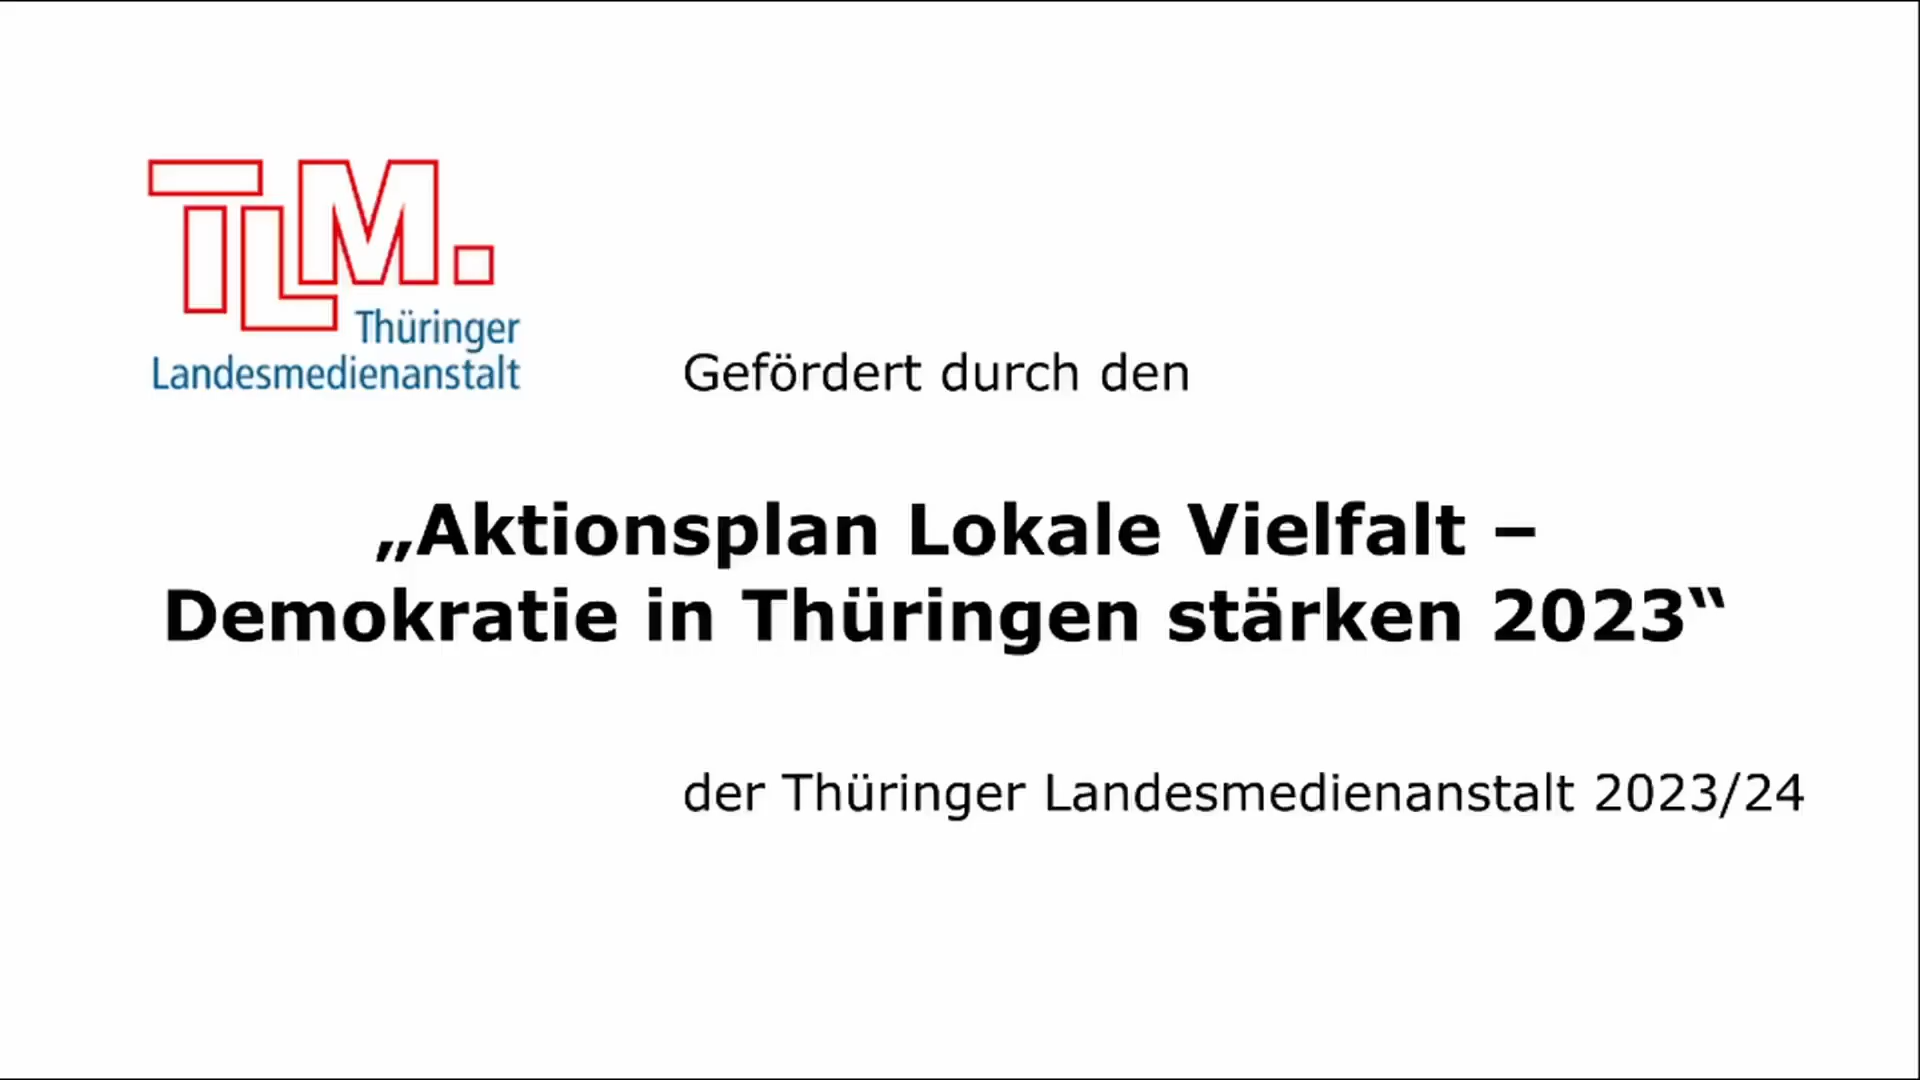 TLM.
Thüringer
Landesmedienanstalt
Gefördert durch den
„Aktionsplan Lokale Vielfalt –
Demokratie in Thüringen stärken 2023“
der Thüringer Landesmedienanstalt 2023/24